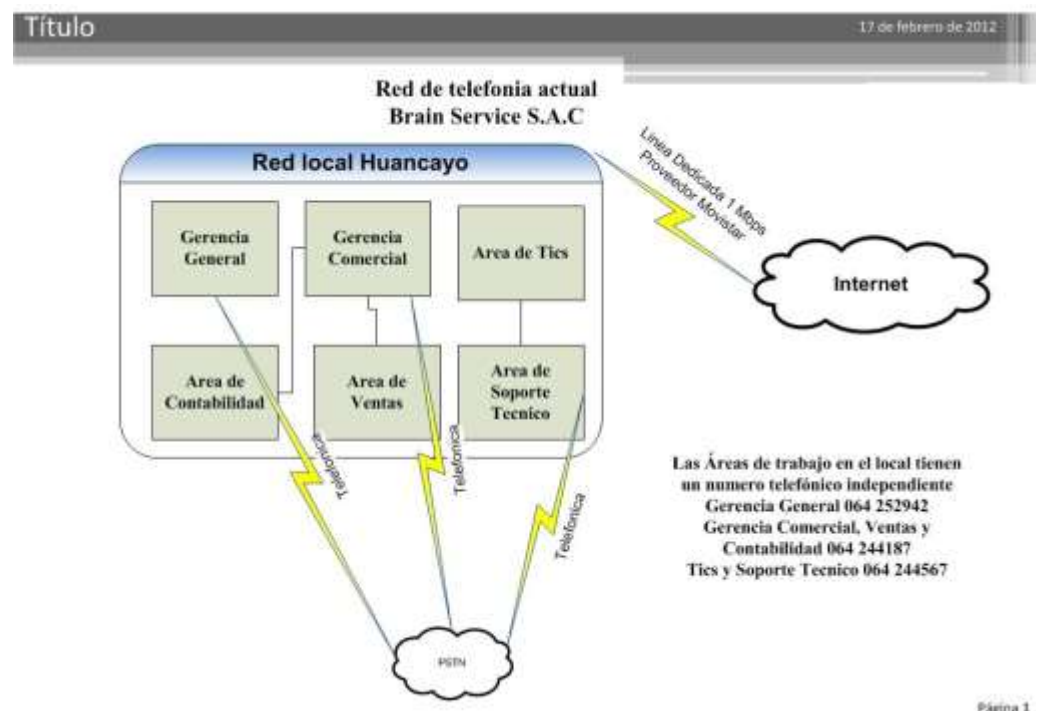 Título
17 de febrero de 2012
Red de telefonia actual
Brain Service S.A.C
Linea Dedicada 1 Mbps
Proveedor Movistar
Red local Huancayo
Gerencia
General
Gerencia
Comercial
Area de Tics
Internet
Area de
Contabilidad
Area de
Ventas
Area de
Soporte
Tecnico
Telefonica
Telefonica
Telefonica
Las Áreas de trabajo en el local tienen
un numero telefónico independiente
Gerencia General 064 252942
Gerencia Comercial, Ventas y
Contabilidad 064 244187
Tics y Soporte Tecnico 064 244567
PSTN
Página 1